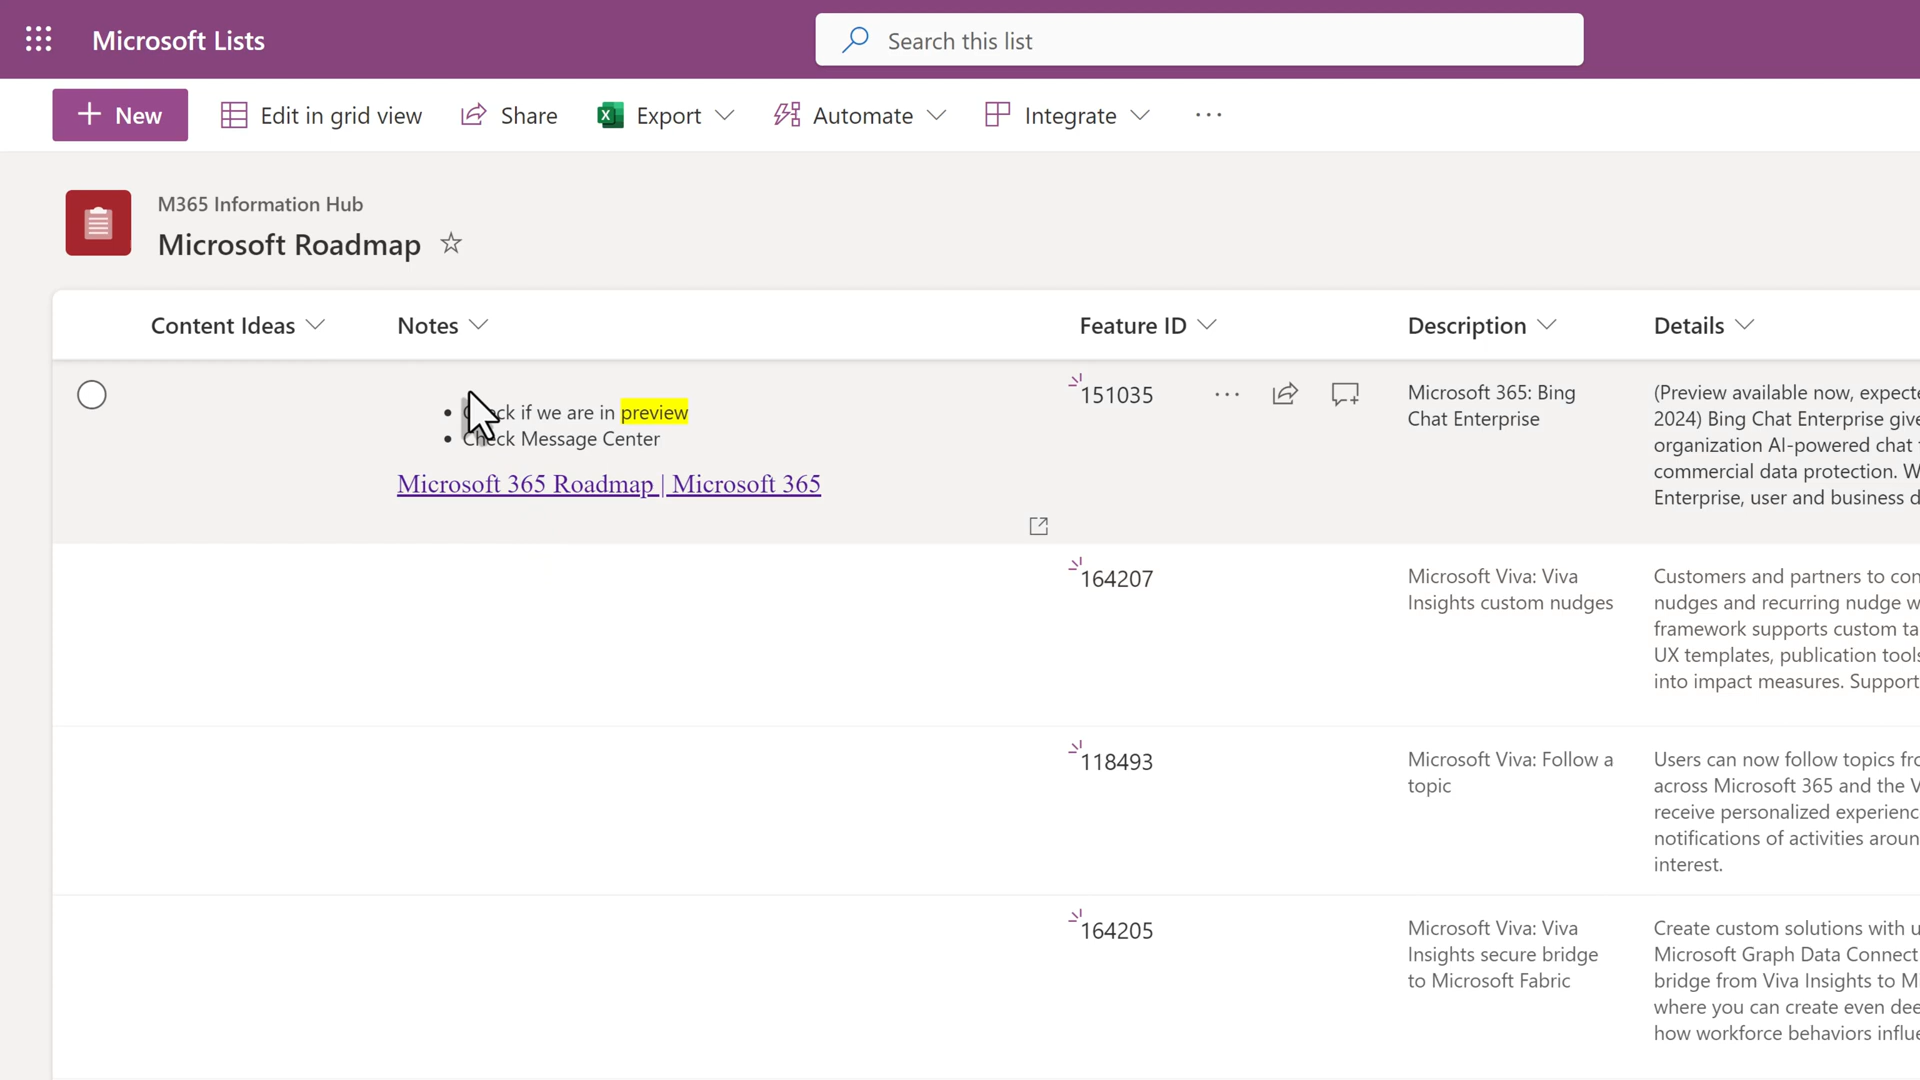 Microsoft Lists
Search this list
New
Edit in grid view
Share
Export
Automate
Integrate
M365 Information Hub
Microsoft Roadmap
Content Ideas
Notes
Feature ID
Description
Details
Check if we are in preview
Check Message Center
Microsoft 365 Roadmap | Microsoft 365
151035
Microsoft 365: Bing
Chat Enterprise
(Preview available now, expecte
2024) Bing Chat Enterprise give
organization AI-powered chat
commercial data protection. W
Enterprise, user and business d
164207
Microsoft Viva: Viva
Insights custom nudges
Customers and partners to con
nudges and recurring nudge w
framework supports custom ta
UX templates, publication tools
into impact measures. Support
118493
Microsoft Viva: Follow a
topic
Users can now follow topics fro
across Microsoft 365 and the V
receive personalized experienc
notifications of activities aroun
interest.
164205
Microsoft Viva: Viva
Insights secure bridge
to Microsoft Fabric
Create custom solutions with u
Microsoft Graph Data Connect
bridge from Viva Insights to M
where you can create even dee
how workforce behaviors influe